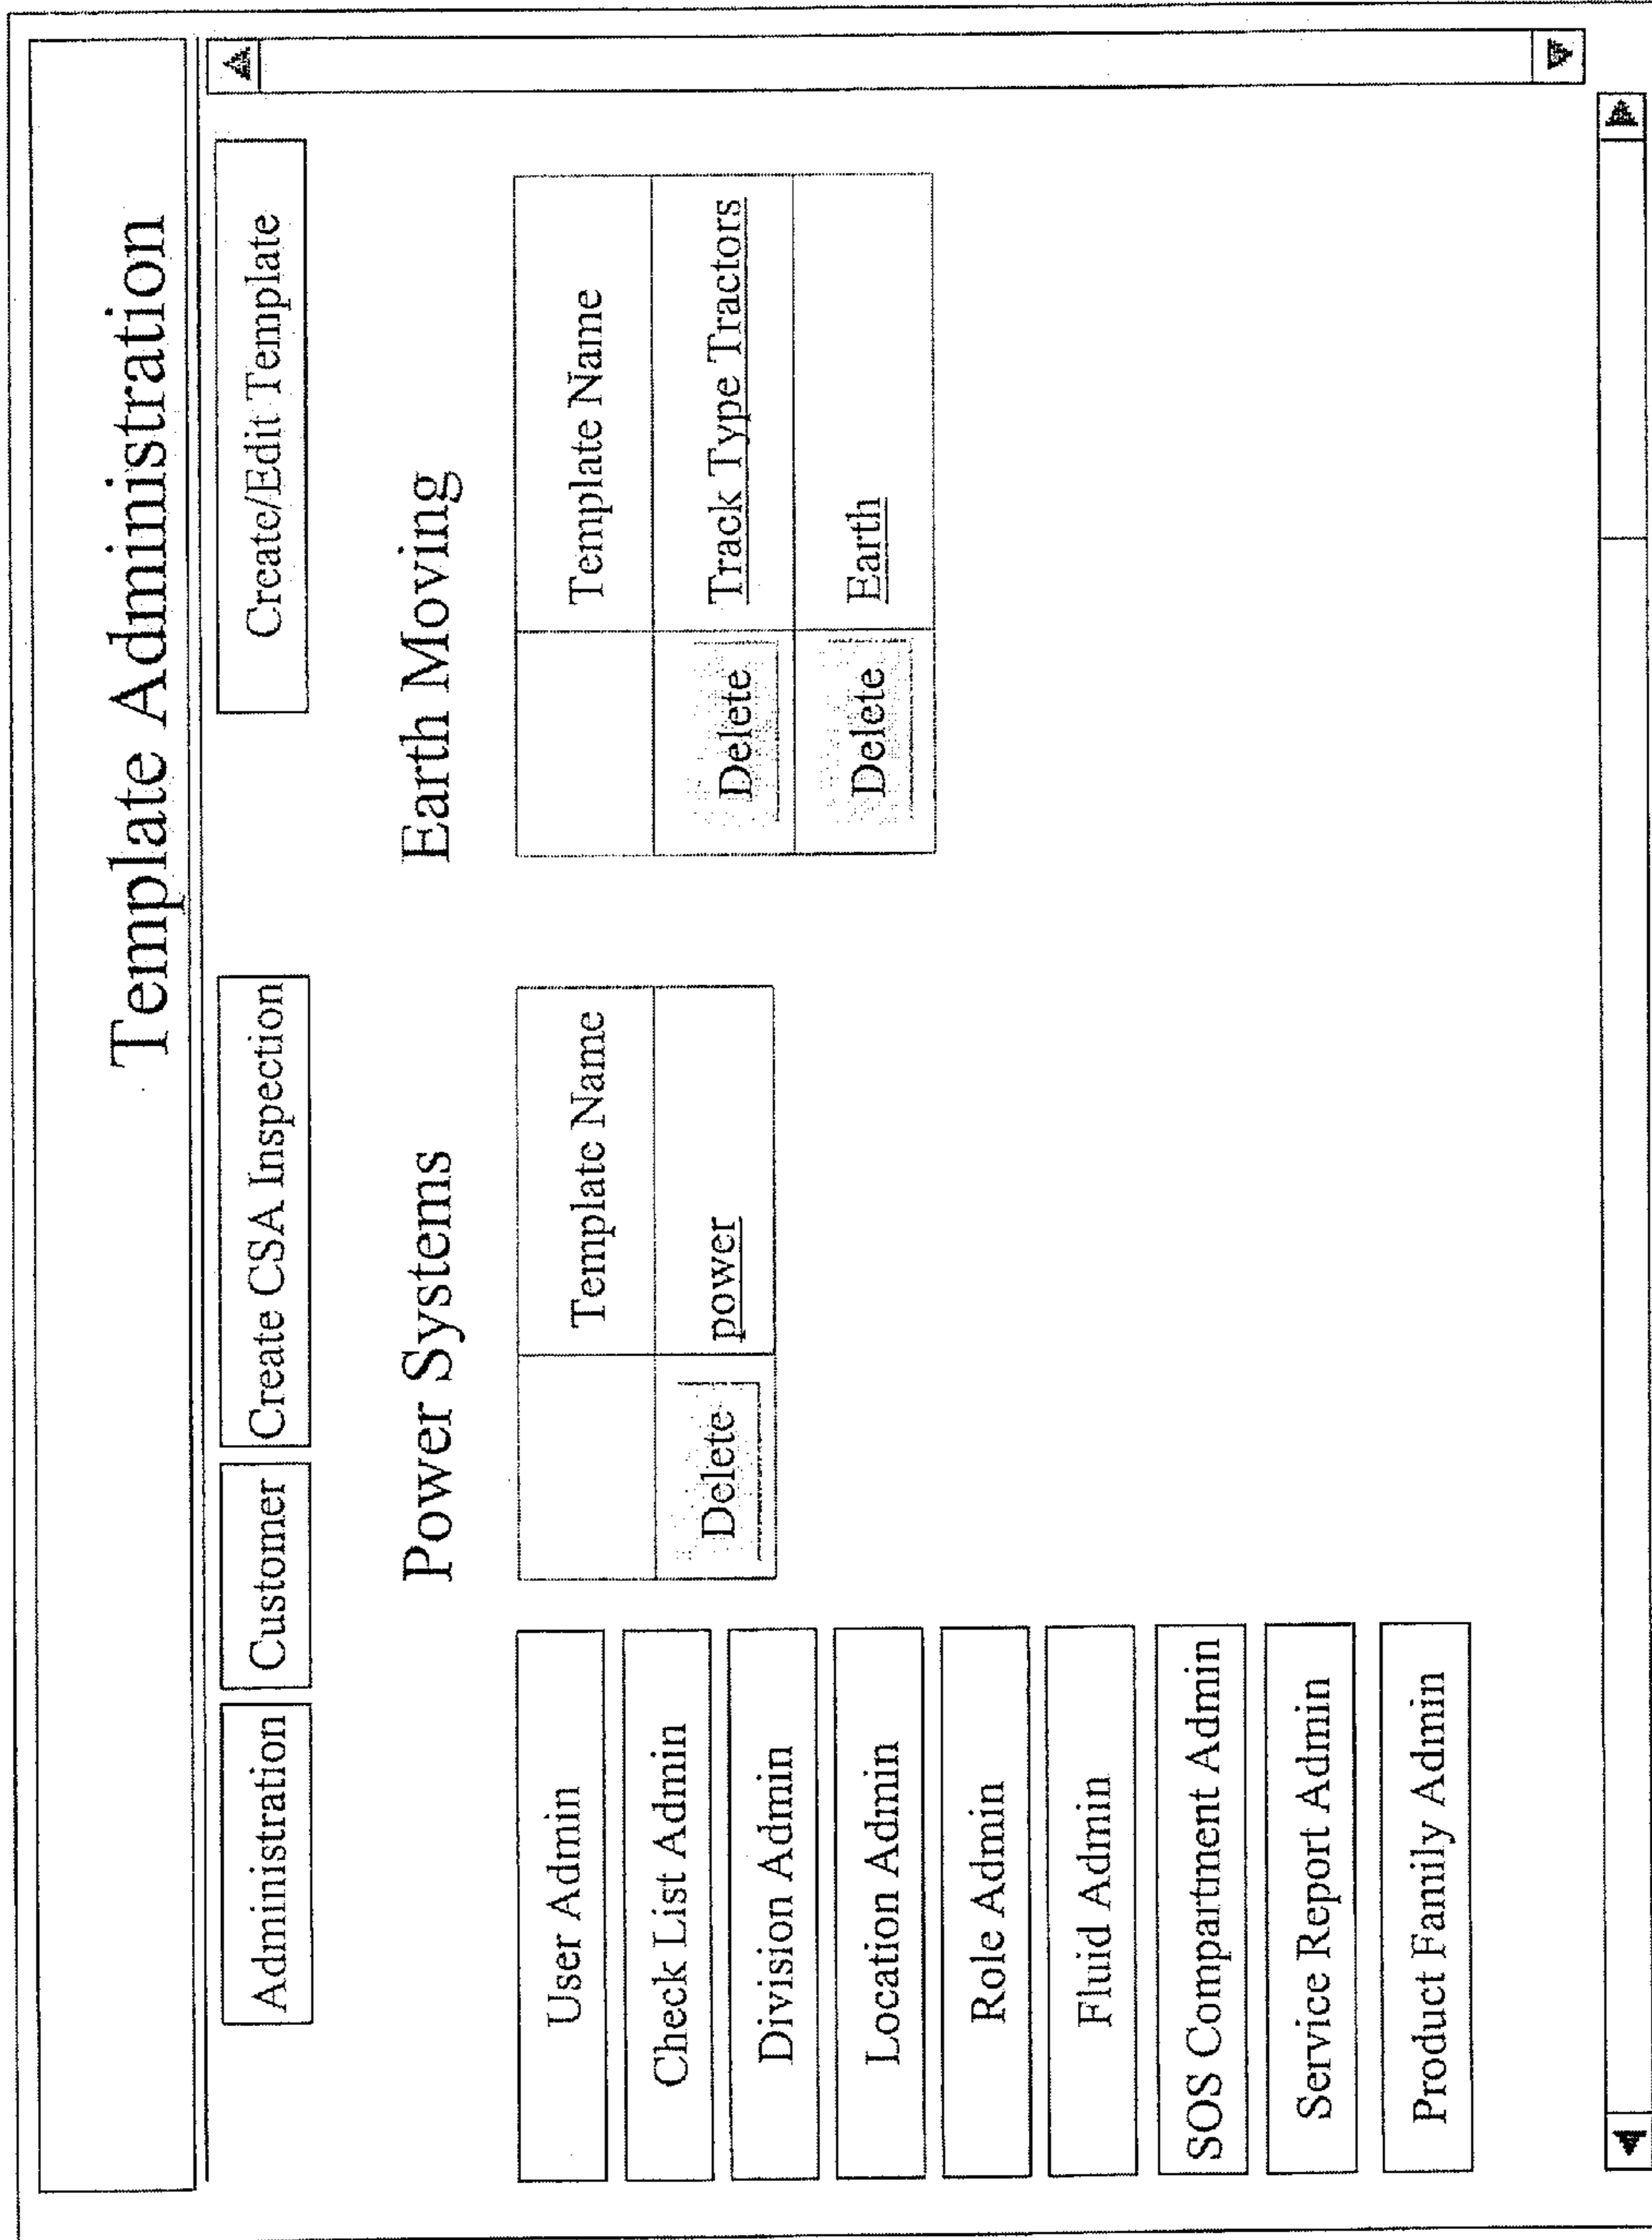 Template Administration
Administration Customer Create CSA Inspection Create/Edit Template
Power Systems Earth Moving
User Admin
Check List Admin
Division Admin
Location Admin
Role Admin
Fluid Admin
SOS Compartment Admin
Service Report Admin
Product Family Admin
Template Name
Delete power
Template Name
Delete Track Type Tractors
Delete Earth